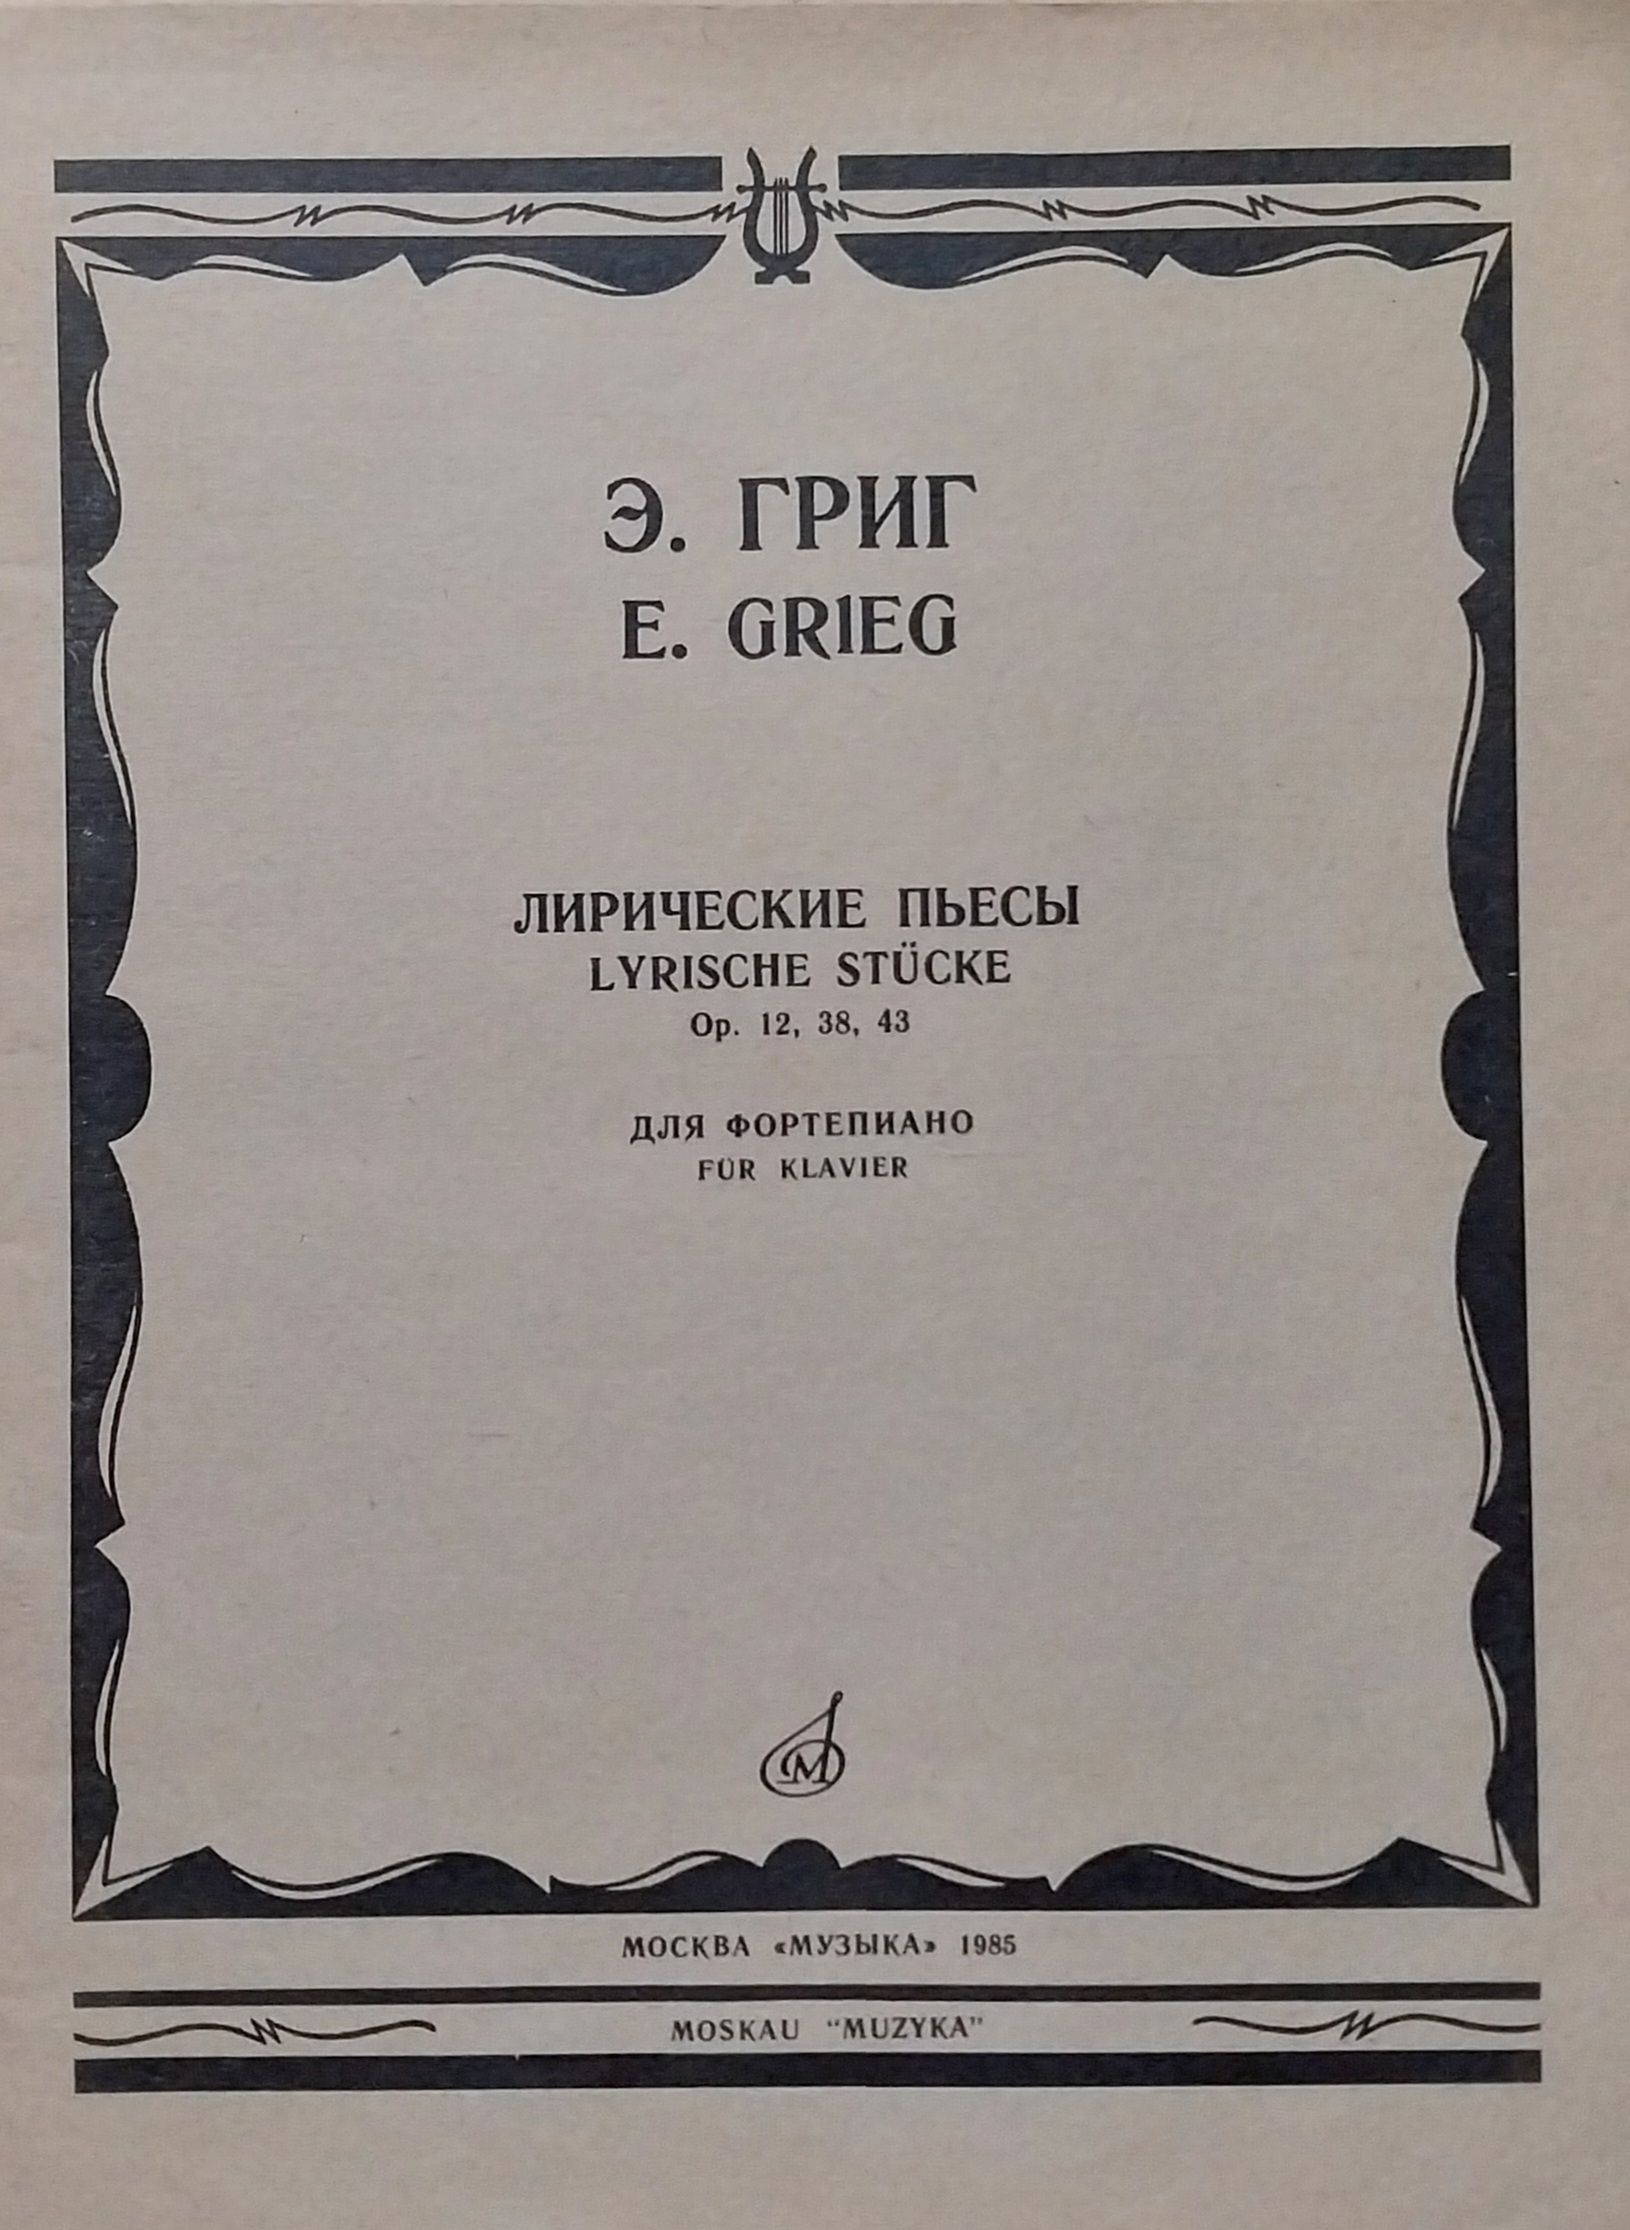 Э. ГРИГ
E. GRIEG
ЛИРИЧЕСКИЕ ПЬЕСЫ
LYRISCHE STÜCKE
Op. 12, 38, 43
ДЛЯ ФОРТЕПИАНО
FÜR KLAVIER
М
МОСКВА «МУЗЫКА» 1985
MOSKAU "MUZYKA"